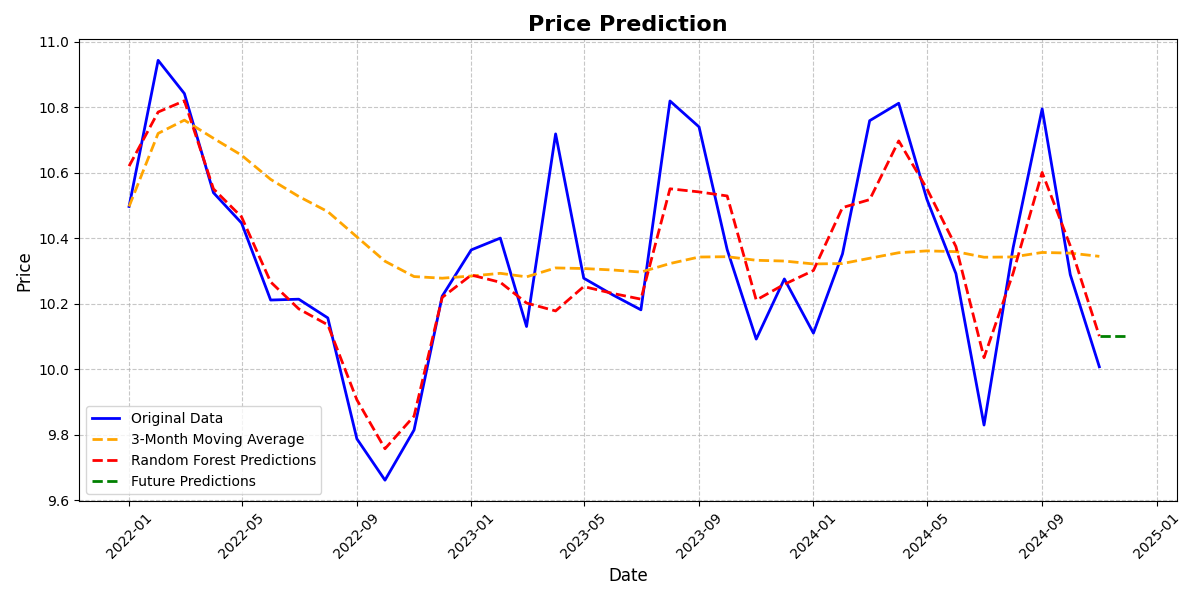 Price Prediction
Price
11.0
10.8
10.6
10.4
10.2
10.0
9.8
9.6
Original Data
3-Month Moving Average
Random Forest Predictions
Future Predictions
2022-01
2022-05
2022-09
2023-01
2023-05
2023-09
2024-01
2024-05
2024-09
2025-01
Date